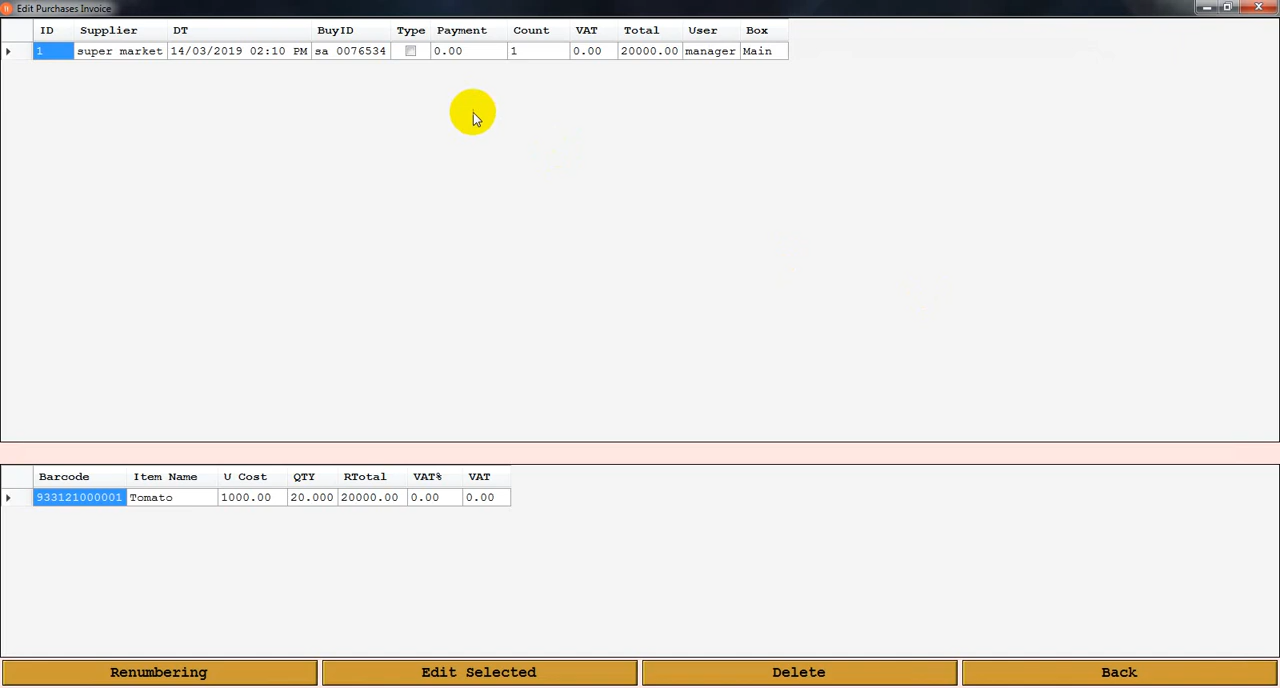 Edit Purchases Invoice
ID Supplier DT BuyID Type Payment Count VAT Total User Box
1 super market 14/03/2019 02:10 PM sa 0076534 0.00 1 0.00 20000.00 manager Main
Barcode Item Name U Cost QTY RTotal VAT% VAT
933121000001 Tomato 1000.00 20.000 20000.00 0.00 0.00
Renumbering Edit Selected Delete Back